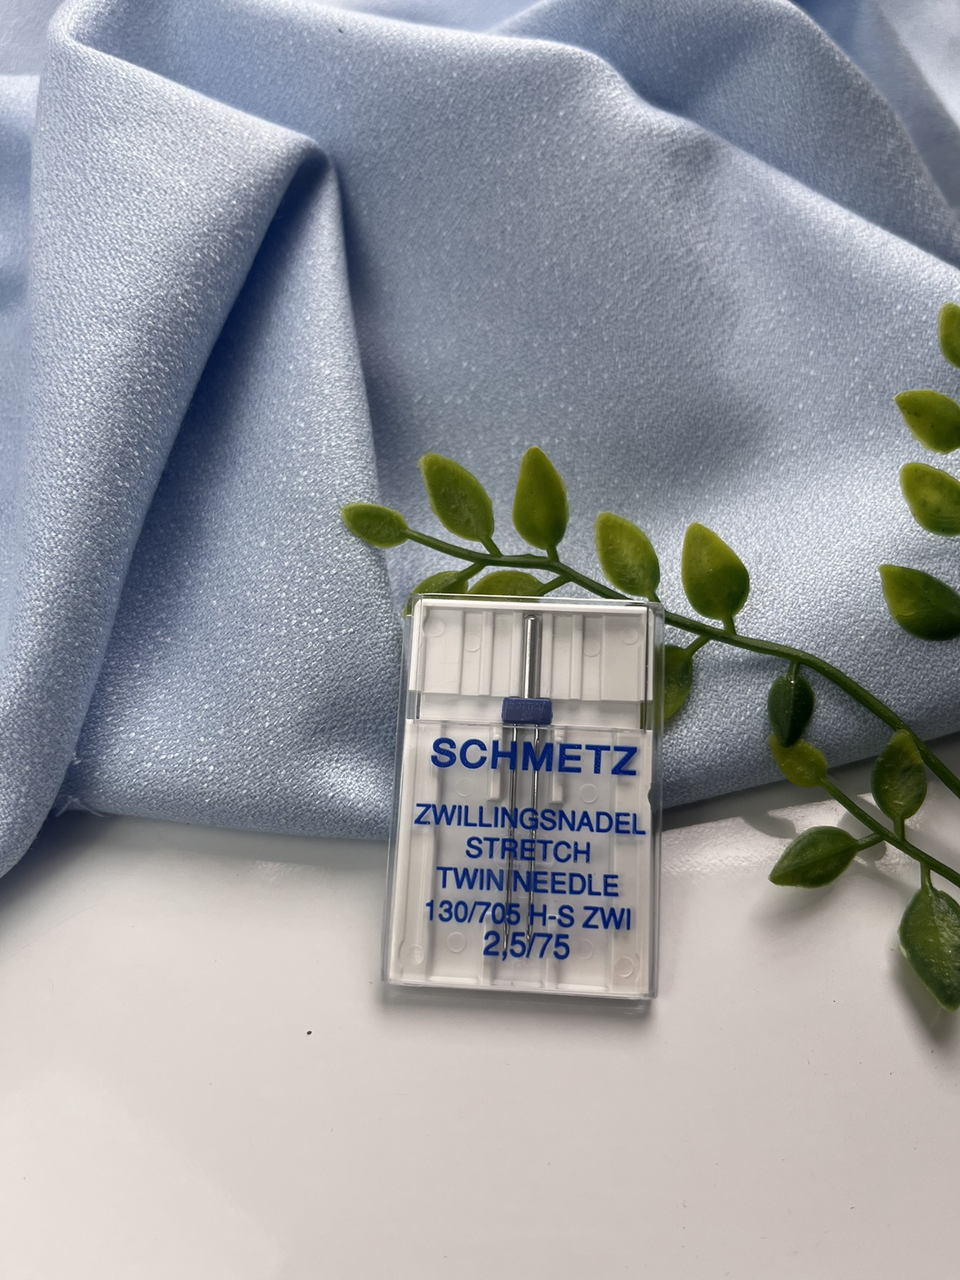 SCHMETZ
ZWILLINGSNADEL
STRETCH
TWIN NEEDLE
130/705 H-S ZWI
2,5/75